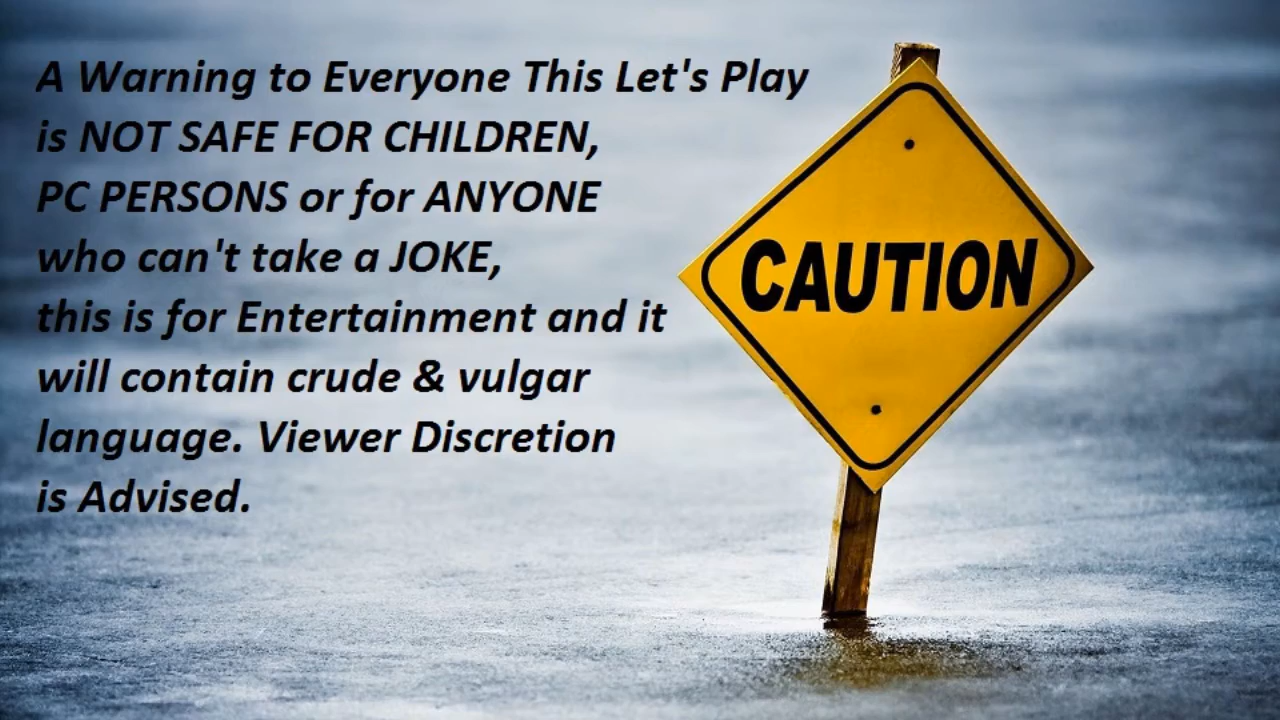 A Warning to Everyone This Let's Play
is NOT SAFE FOR CHILDREN,
PC PERSONS or for ANYONE
who can't take a JOKE,
this is for Entertainment and it
will contain crude & vulgar
language. Viewer Discretion
is Advised.
CAUTION